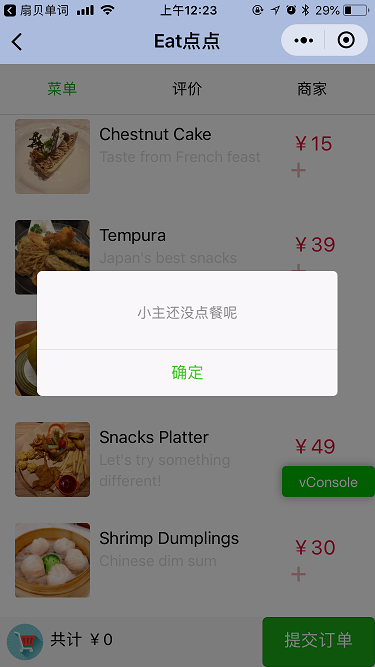 扇贝单词 上午12:23 29%
Eat点点
菜单 评价 商家
Chestnut Cake
Taste from French feast
￥15
+
Tempura
Japan's best snacks
￥39
+
小主还没点餐呢
确定
Snacks Platter
Let's try something
different!
￥49
vConsole
Shrimp Dumplings
Chinese dim sum
￥30
+
共计 ￥0
提交订单